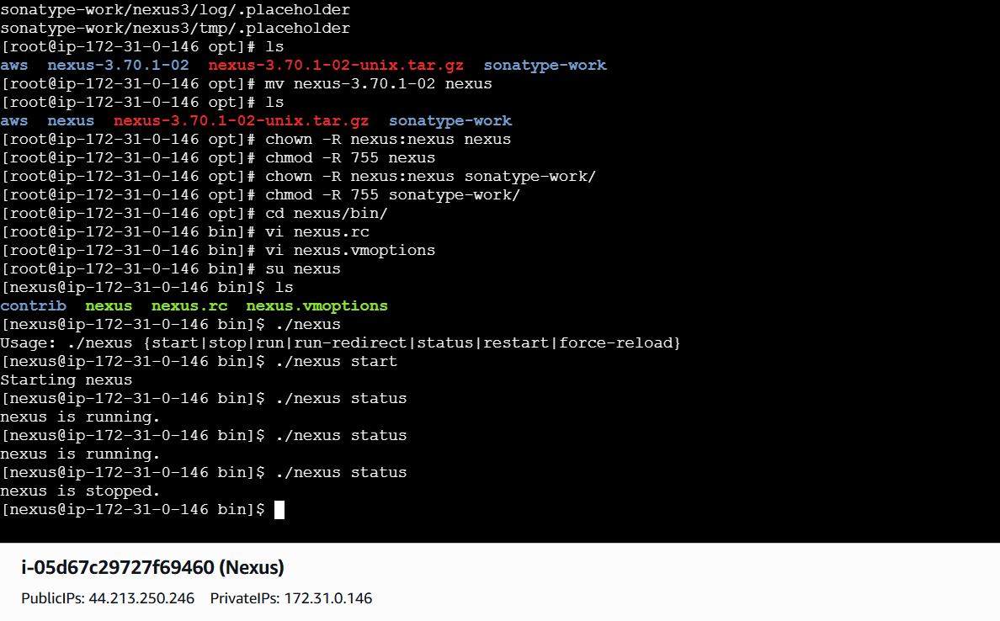 sonatype-work/nexus3/log/.placeholder
sonatype-work/nexus3/tmp/.placeholder
[root@ip-172-31-0-146 opt]# ls
aws  nexus-3.70.1-02  nexus-3.70.1-02-unix.tar.gz  sonatype-work
[root@ip-172-31-0-146 opt]# mv nexus-3.70.1-02 nexus
[root@ip-172-31-0-146 opt]# ls
aws  nexus  nexus-3.70.1-02-unix.tar.gz  sonatype-work
[root@ip-172-31-0-146 opt]# chown -R nexus:nexus nexus
[root@ip-172-31-0-146 opt]# chmod -R 755 nexus
[root@ip-172-31-0-146 opt]# chown -R nexus:nexus sonatype-work/
[root@ip-172-31-0-146 opt]# chmod -R 755 sonatype-work/
[root@ip-172-31-0-146 opt]# cd nexus/bin/
[root@ip-172-31-0-146 bin]# vi nexus.rc
[root@ip-172-31-0-146 bin]# vi nexus.vmoptions
[root@ip-172-31-0-146 bin]# su nexus
[nexus@ip-172-31-0-146 bin]$ ls
contrib  nexus  nexus.rc  nexus.vmoptions
[nexus@ip-172-31-0-146 bin]$ ./nexus
Usage: ./nexus {start|stop|run|run-redirect|status|restart|force-reload}
[nexus@ip-172-31-0-146 bin]$ ./nexus start
Starting nexus
[nexus@ip-172-31-0-146 bin]$ ./nexus status
nexus is running.
[nexus@ip-172-31-0-146 bin]$ ./nexus status
nexus is running.
[nexus@ip-172-31-0-146 bin]$ ./nexus status
nexus is stopped.
[nexus@ip-172-31-0-146 bin]$
i-05d67c29727f69460 (Nexus)
PublicIPs: 44.213.250.246    PrivateIPs: 172.31.0.146